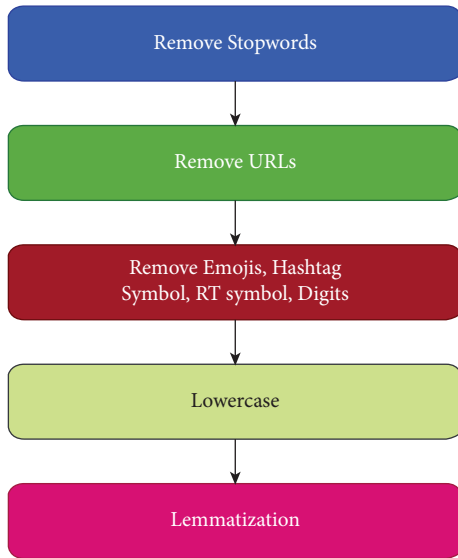 Remove Stopwords
Remove URLs
Remove Emojis, Hashtag
Symbol, RT symbol, Digits
Lowercase
Lemmatization